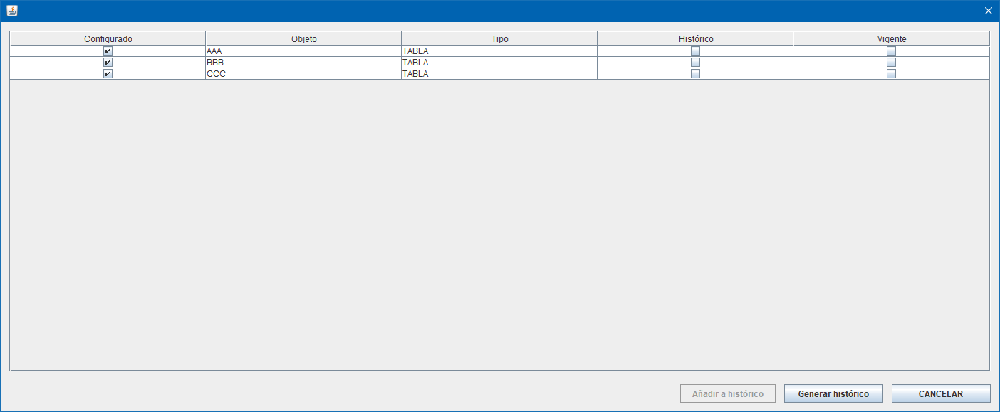 Configurado Objeto Tipo Histórico Vigente
AAA TABLA
BBB TABLA
CCC TABLA
Añadir a histórico Generar histórico CANCELAR